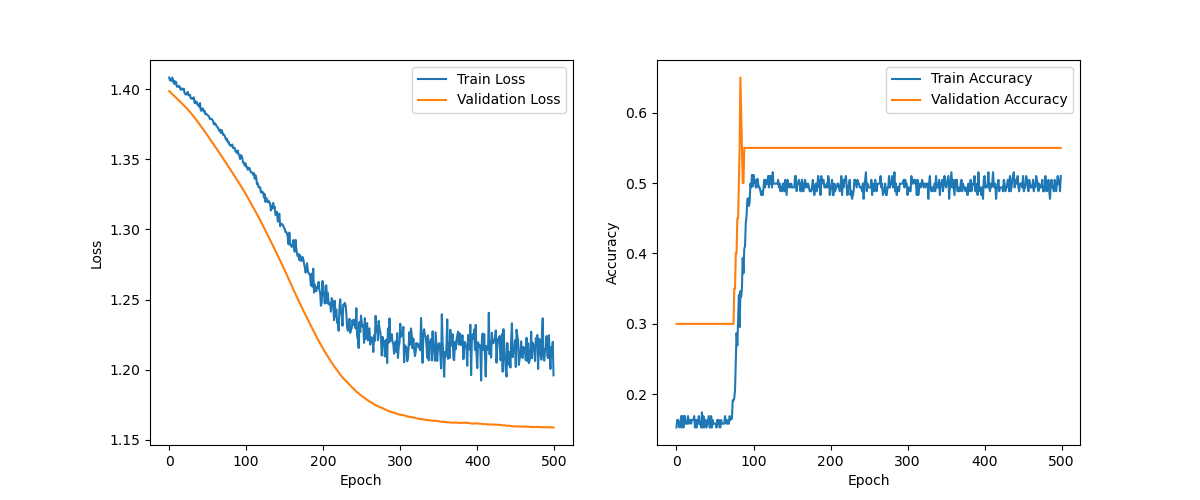 Train Loss
Validation Loss
1.40
1.35
1.30
1.25
1.20
1.15
Loss
0
100
200
300
400
500
Epoch
Train Accuracy
Validation Accuracy
0.6
0.5
0.4
0.3
0.2
Accuracy
0
100
200
300
400
500
Epoch